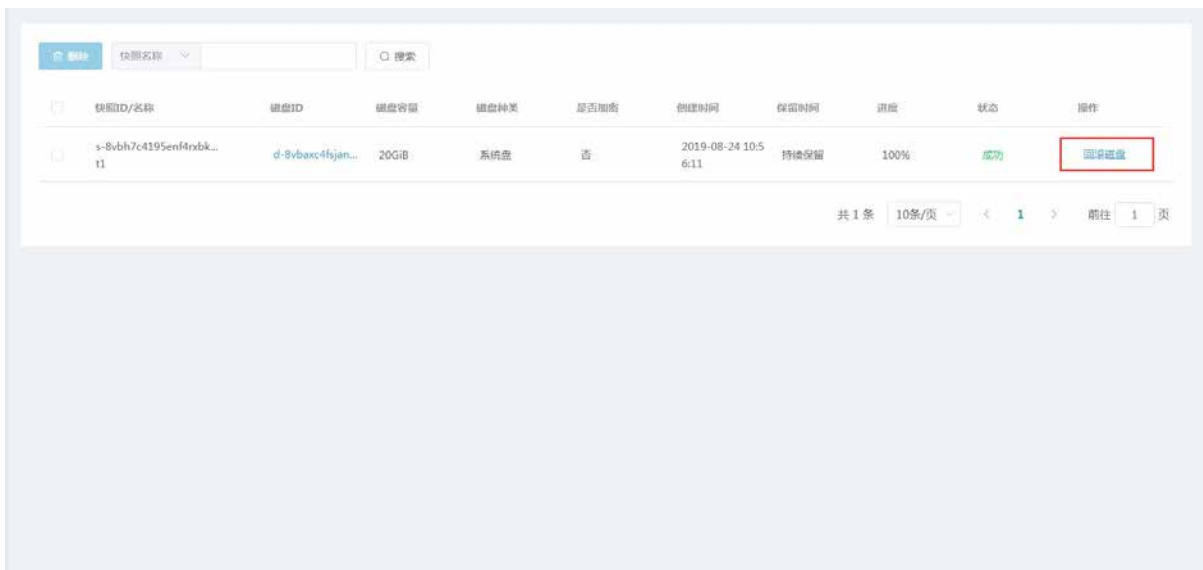 删除 快照名称 搜索
快照ID/名称 磁盘ID 磁盘容量 磁盘种类 是否加密 创建时间 保留时间 进度 状态 操作
s-8vbh7c4195enf4rxbk... d-8vbaxc4fsjan... 20GiB 系统盘 否 2019-08-24 10:5 持续保留 100% 成功 回滚磁盘
t1 6:11
共 1 条 10条/页 < 1 > 前往 1 页